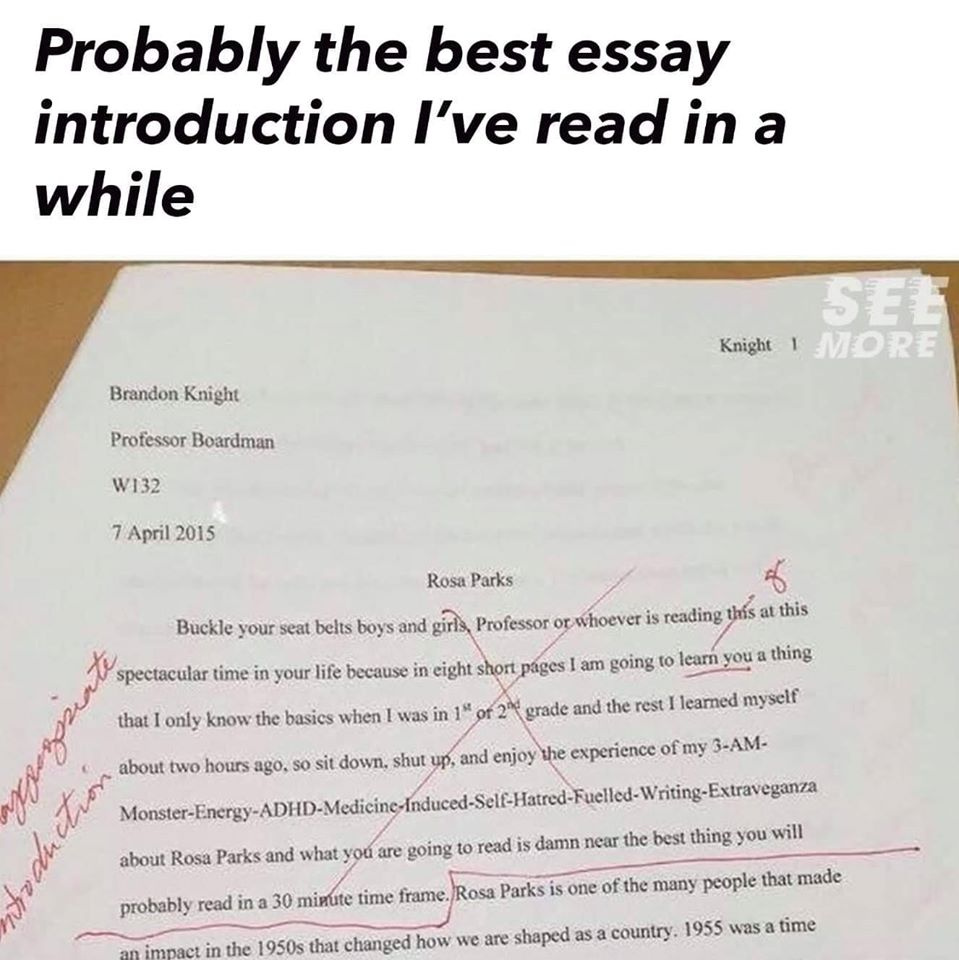 Probably the best essay
introduction I've read in a
while
SEE
MORE
Knight 1
Brandon Knight
Professor Boardman
W132
7 April 2015
Rosa Parks
Buckle your seat belts boys and girls, Professor or whoever is reading this at this
spectacular time in your life because in eight short pages I am going to learn you a thing
that I only know the basics when I was in 1st or 2nd grade and the rest I learned myself
about two hours ago, so sit down, shut up, and enjoy the experience of my 3-AM-
Monster-Energy-ADHD-Medicine-Induced-Self-Hatred-Fuelled-Writing-Extraveganza
about Rosa Parks and what you are going to read is damn near the best thing you will
probably read in a 30 minute time frame. Rosa Parks is one of the many people that made
an impact in the 1950s that changed how we are shaped as a country. 1955 was a time
introduction